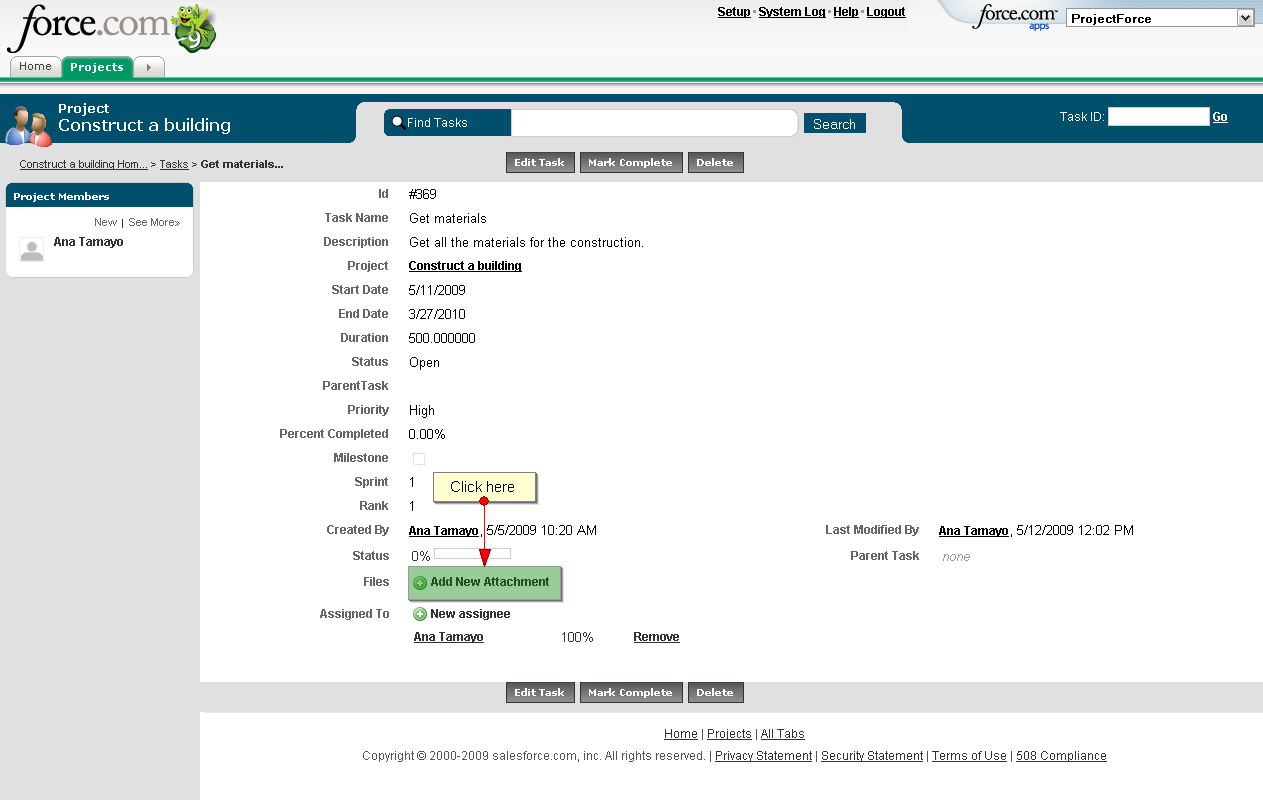 force.com 9
Setup · System Log · Help · Logout
force.com apps
ProjectForce
Home Projects
Project
Construct a building
Find Tasks
Search
Task ID:
Go
Construct a building Hom... > Tasks > Get materials...
Edit Task Mark Complete Delete
Project Members
New | See More»
Ana Tamayo
Id #369
Task Name Get materials
Description Get all the materials for the construction.
Project Construct a building
Start Date 5/11/2009
End Date 3/27/2010
Duration 500.000000
Status Open
ParentTask
Priority High
Percent Completed 0.00%
Milestone
Sprint 1
Click here
Rank 1
Created By Ana Tamayo, 5/5/2009 10:20 AM Last Modified By Ana Tamayo, 5/12/2009 12:02 PM
Status 0% Parent Task none
Files Add New Attachment
Assigned To New assignee
Ana Tamayo 100% Remove
Edit Task Mark Complete Delete
Home | Projects | All Tabs
Copyright © 2000-2009 salesforce.com, inc. All rights reserved. | Privacy Statement | Security Statement | Terms of Use | 508 Compliance